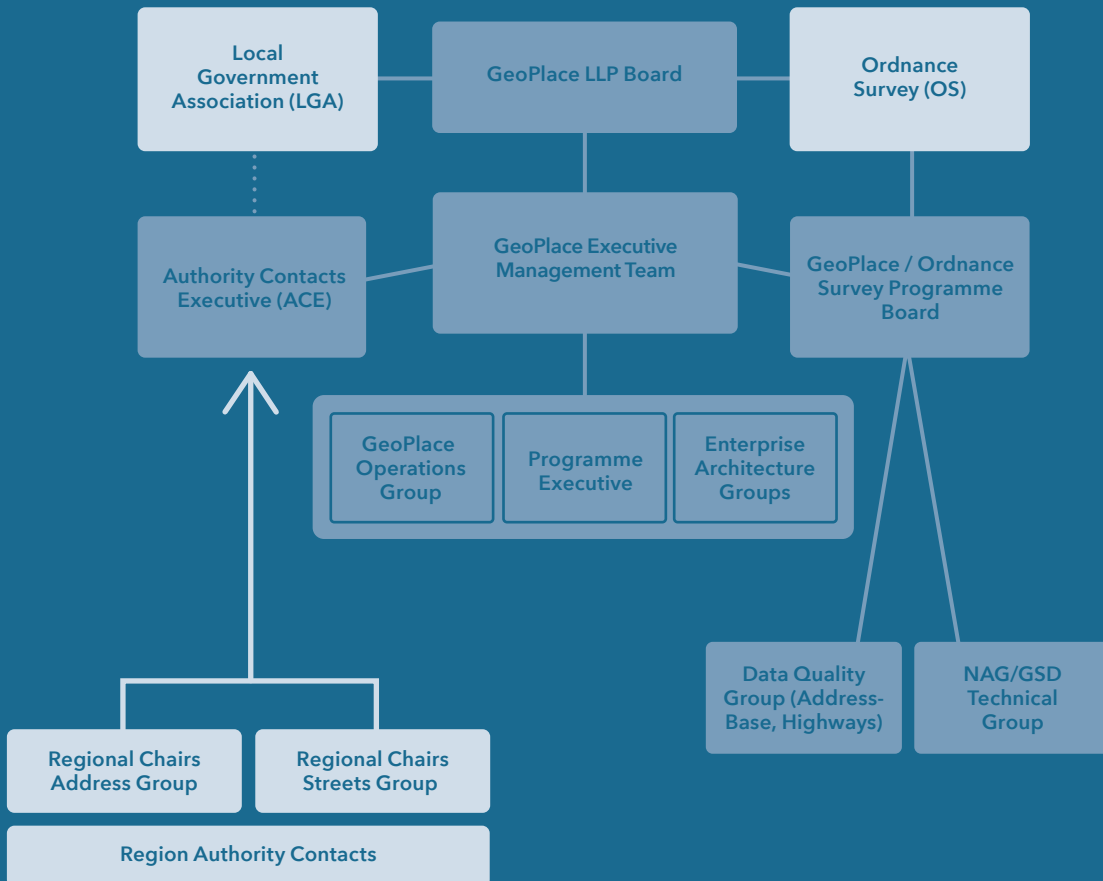 Local
Government
Association (LGA)
GeoPlace LLP Board
Ordnance
Survey (OS)
Authority Contacts
Executive (ACE)
GeoPlace Executive
Management Team
GeoPlace / Ordnance
Survey Programme
Board
GeoPlace
Operations
Group
Programme
Executive
Enterprise
Architecture
Groups
Data Quality
Group (Address-
Base, Highways)
NAG/GSD
Technical
Group
Regional Chairs
Address Group
Regional Chairs
Streets Group
Region Authority Contacts